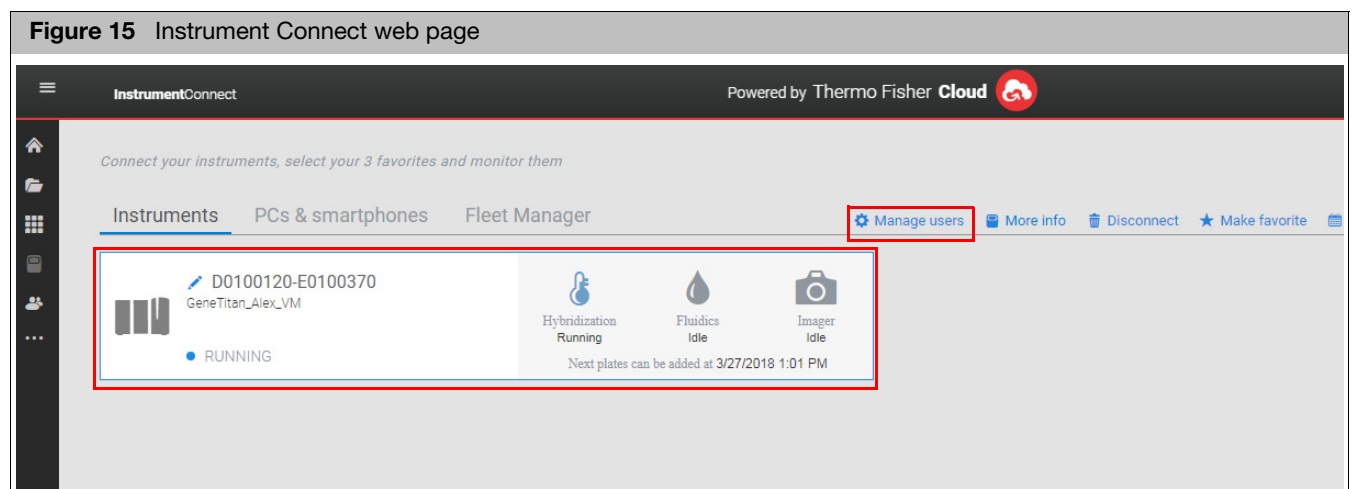 Figure 15 Instrument Connect web page
InstrumentConnect
Powered by Thermo Fisher Cloud
Connect your instruments, select your 3 favorites and monitor them
Instruments PCs & smartphones Fleet Manager
Manage users More info Disconnect Make favorite
D0100120-E0100370
GeneTitan_Alex_VM
RUNNING
Hybridization Fluidics Imager
Running Idle Idle
Next plates can be added at 3/27/2018 1:01 PM